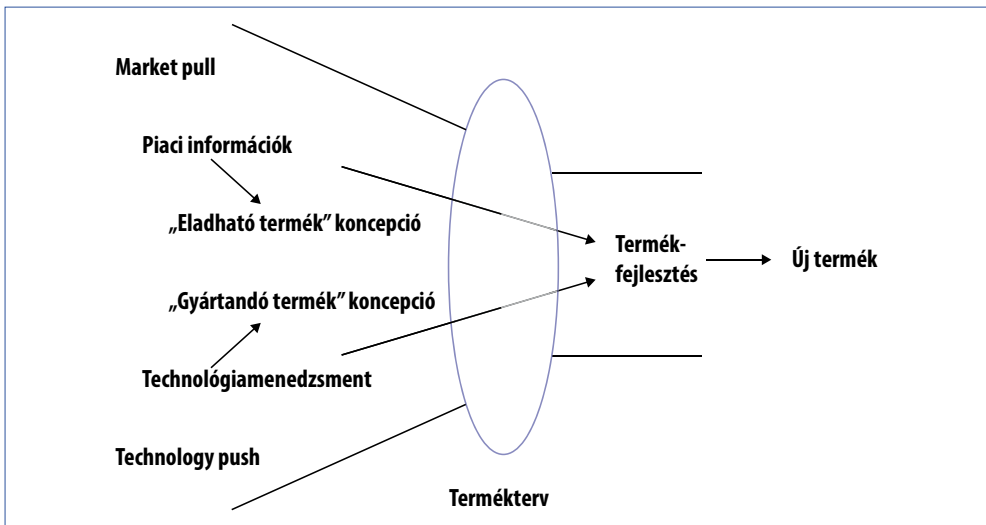 Market pull
Piaci információk
„Eladható termék” koncepció
„Gyártandó termék” koncepció
Technológiamenedzsment
Technology push
Termékterv
Termék-
fejlesztés
Új termék